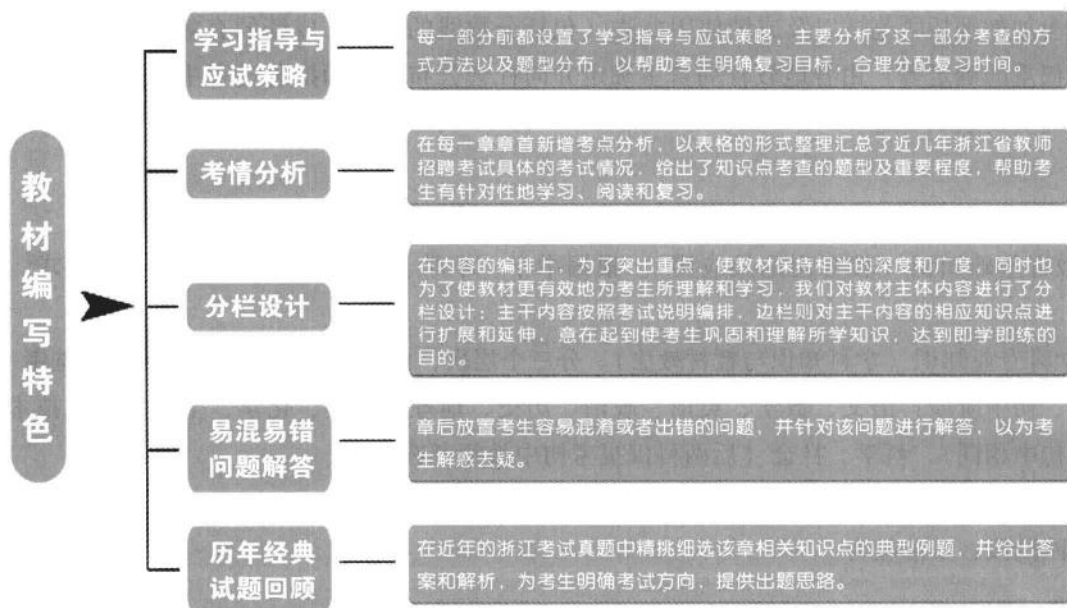 教材编写特色
学习指导与
应试策略
每一部分前都设置了学习指导与应试策略，主要分析了这一部分考查的方
式方法以及题型分布，以帮助考生明确复习目标，合理分配复习时间。
考情分析
在每一章章首新增考点分析，以表格的形式整理汇总了近几年浙江省教师
招聘考试具体的考试情况，给出了知识点考查的题型及重要程度，帮助考
生有针对性地学习、阅读和复习。
分栏设计
在内容的编排上，为了突出重点，使教材保持相当的深度和广度，同时也
为了使教材更有效地为考生所理解和学习，我们对教材主体内容进行了分
栏设计：主干内容按照考试说明编排，边栏则对主干内容的相应知识点进
行扩展和延伸，意在起到使考生巩固和理解所学知识，达到即学即练的
目的。
易混易错
问题解答
章后放置考生容易混淆或者出错的问题，并针对该问题进行解答，以为考
生解惑去疑。
历年经典
试题回顾
在近年的浙江考试真题中精挑细选该章相关知识点的典型例题，并给出答
案和解析，为考生明确考试方向，提供出题思路。